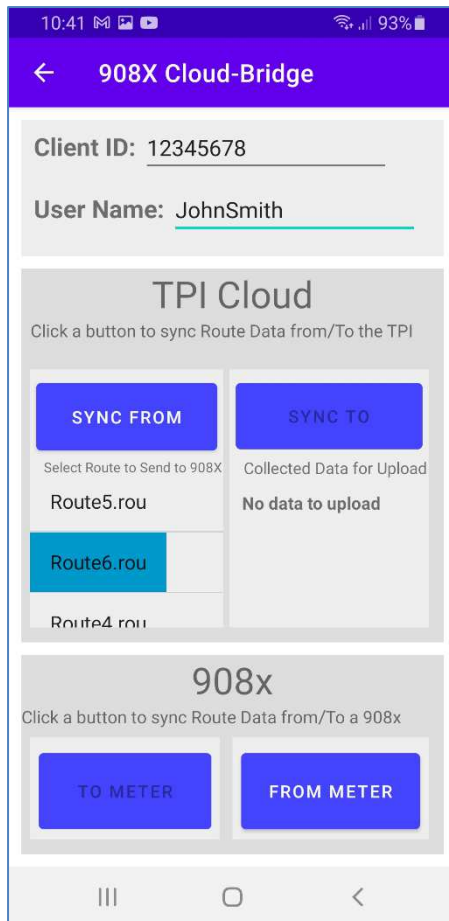 10:41 93%
908X Cloud-Bridge
Client ID: 12345678
User Name: JohnSmith
TPI Cloud
Click a button to sync Route Data from/To the TPI
SYNC FROM
Select Route to Send to 908X
Route5.rou
Route6.rou
Route4.rou
SYNC TO
Collected Data for Upload
No data to upload
908x
Click a button to sync Route Data from/To a 908x
TO METER
FROM METER